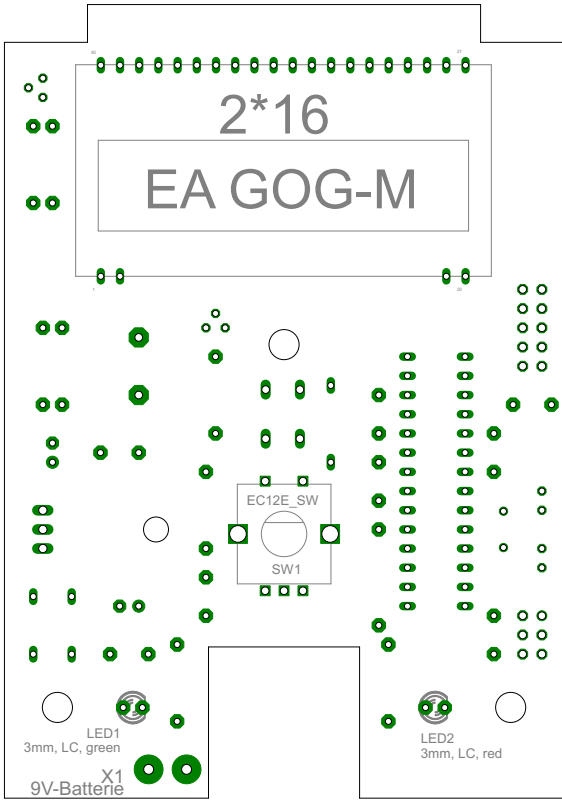 2*16
EA GOG-M
EC12E_SW
SW1
LED1
3mm, LC, green
LED2
3mm, LC, red
X1
9V-Batterie